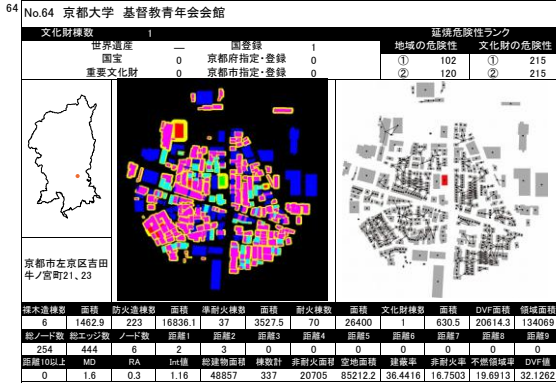 64
No.64 京都大学 基督教青年会会館
文化財棟数 1 延焼危険性ランク
世界遺産 — 国登録 1 地域の危険性 文化財の危険性
国宝 0 京都府指定・登録 0 ① 102 ① 215
重要文化財 0 京都市指定・登録 0 ② 120 ② 215
京都市左京区吉田
牛ノ宮町21、23
裸木造棟数 面積 防火造棟数 面積 準耐火棟数 面積 耐火棟数 面積 文化財棟数 面積 DVF面積 領域面積
6 1462.9 223 16836.1 37 3527.5 70 26400 1 630.5 20614.3 134069
総ノード数 総エッジ数 ノード数 距離1 距離2 距離3 距離4 距離5 距離6 距離7 距離8 距離9
254 444 6 2 3 0 0 0 0 0 0 0
距離10以上 MD RA Int値 総建物面積 棟数計 非耐火面積 空地面積 建蔽率 非耐火率 不燃領域率 DVF値
0 1.6 0.3 1.16 48857 337 20705 85212.2 36.4416 16.7503 19.6913 32.1262